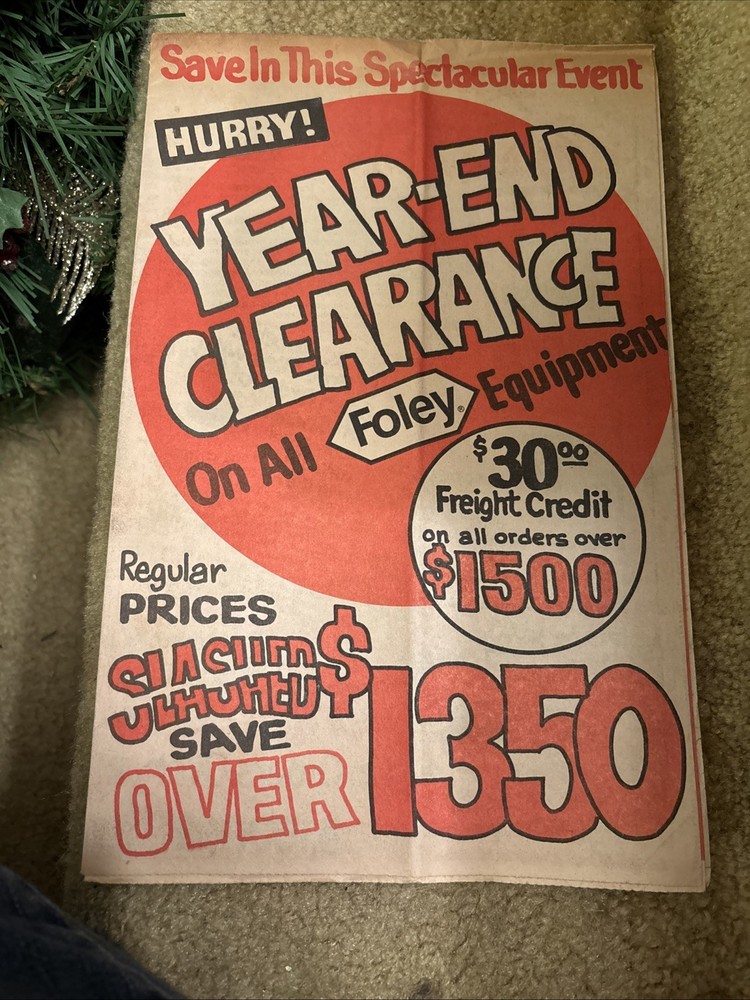 Save In This Spectacular Event
HURRY!
YEAR-END
CLEARANCE
On All Foley® Equipment
$30.00
Freight Credit
on all orders over
$1500
Regular
PRICES
SLASHED
SAVE
OVER
$1350